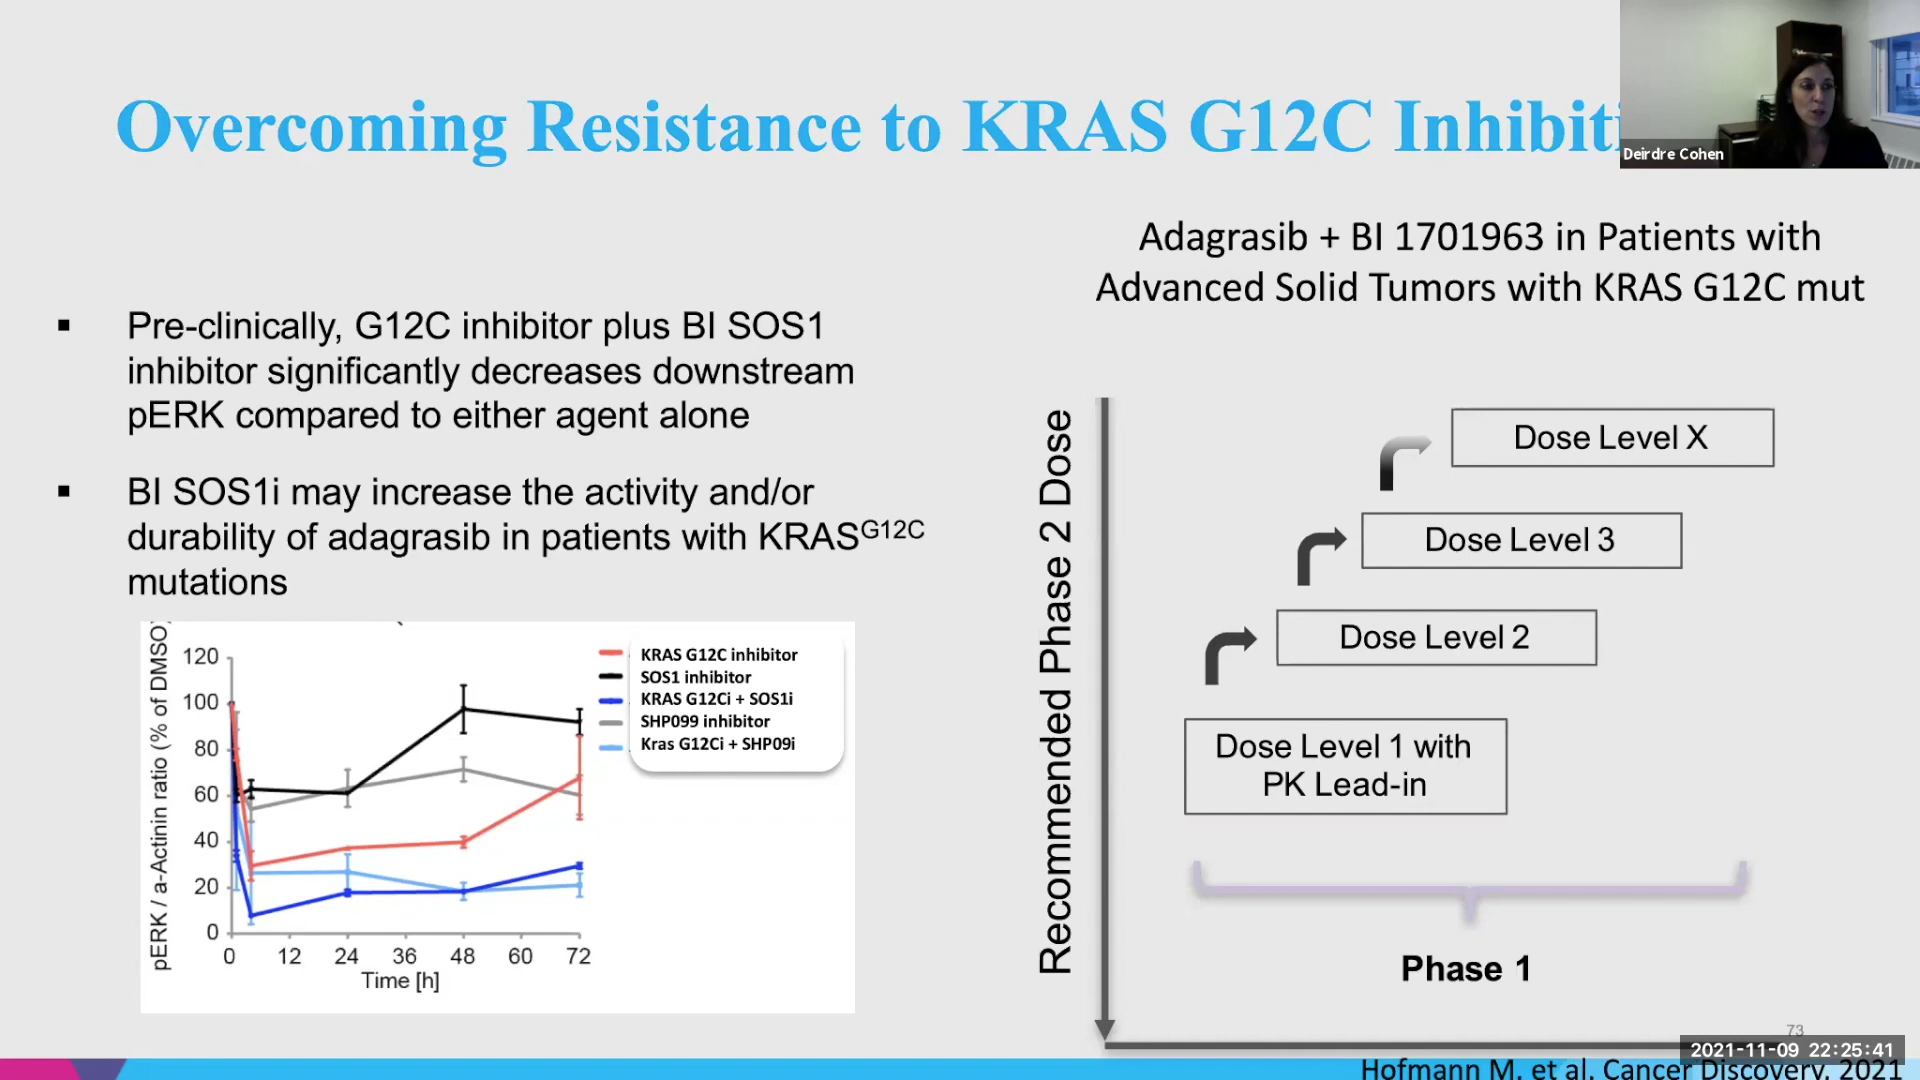 Overcoming Resistance to KRAS G12C
Deirdre Cohen
Adagrasib + BI 1701963 in Patients with
Advanced Solid Tumors with KRAS G12C mut
▪ Pre-clinically, G12C inhibitor plus BI SOS1
inhibitor significantly decreases downstream
pERK compared to either agent alone
▪ BI SOS1i may increase the activity and/or
durability of adagrasib in patients with KRASG12C
mutations
pERK / a-Actinin ratio (% of DMSO)
120
100
80
60
40
20
0
0 12 24 36 48 60 72
Time [h]
KRAS G12C inhibitor
SOS1 inhibitor
KRAS G12Ci + SOS1i
SHP099 inhibitor
Kras G12Ci + SHP09i
Recommended Phase 2 Dose
Dose Level X
Dose Level 3
Dose Level 2
Dose Level 1 with
PK Lead-in
Phase 1
73
2021-11-09 22:25:41
Hofmann M. et al. Cancer Discovery. 2021